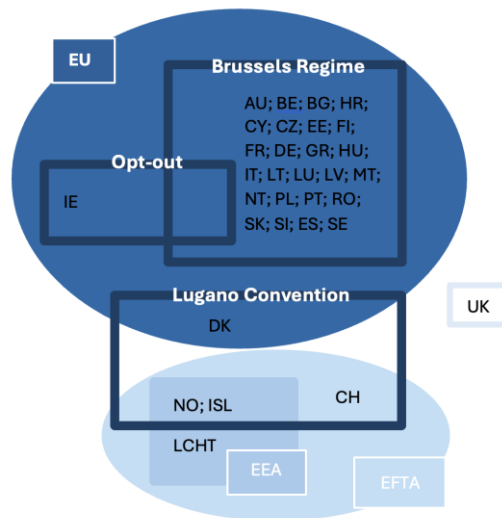 EU
Brussels Regime
AU; BE; BG; HR;
CY; CZ; EE; FI;
FR; DE; GR; HU;
IT; LT; LU; LV; MT;
NT; PL; PT; RO;
SK; SI; ES; SE
Opt-out
IE
Lugano Convention
DK
UK
NO; ISL
CH
LCHT
EEA
EFTA